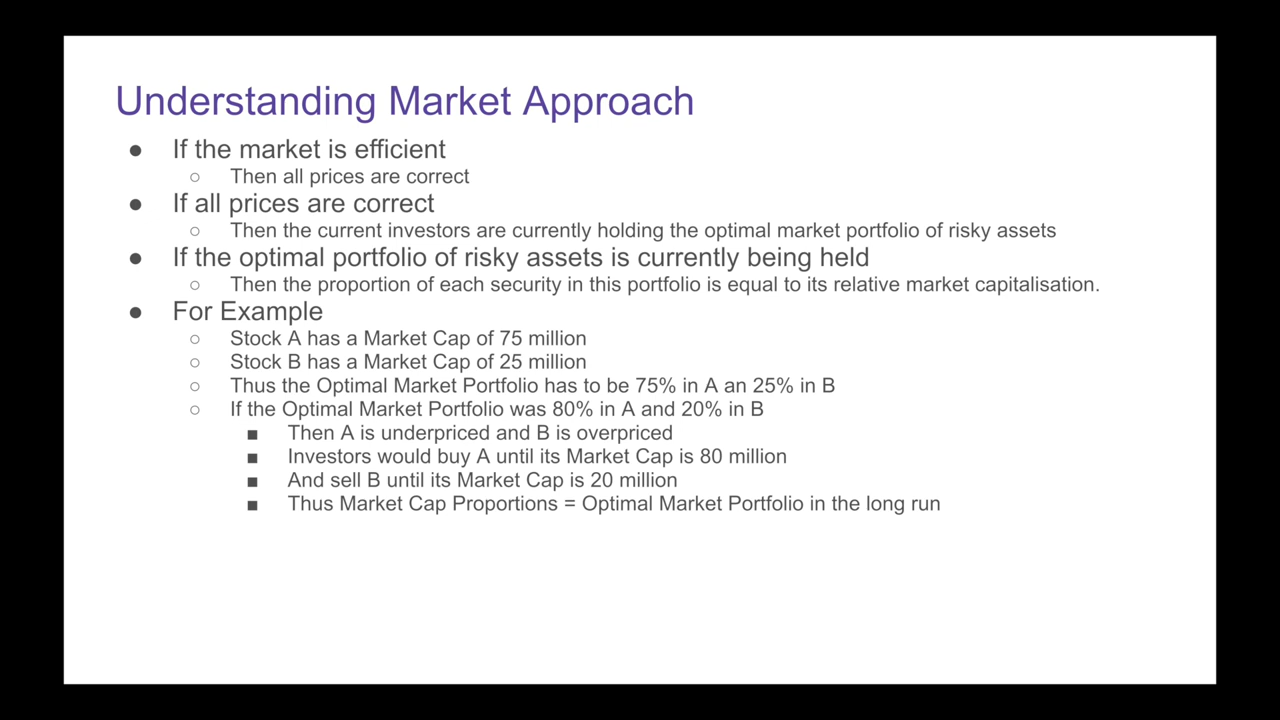 Understanding Market Approach
● If the market is efficient
○ Then all prices are correct
● If all prices are correct
○ Then the current investors are currently holding the optimal market portfolio of risky assets
● If the optimal portfolio of risky assets is currently being held
○ Then the proportion of each security in this portfolio is equal to its relative market capitalisation.
● For Example
○ Stock A has a Market Cap of 75 million
○ Stock B has a Market Cap of 25 million
○ Thus the Optimal Market Portfolio has to be 75% in A an 25% in B
○ If the Optimal Market Portfolio was 80% in A and 20% in B
■ Then A is underpriced and B is overpriced
■ Investors would buy A until its Market Cap is 80 million
■ And sell B until its Market Cap is 20 million
■ Thus Market Cap Proportions = Optimal Market Portfolio in the long run